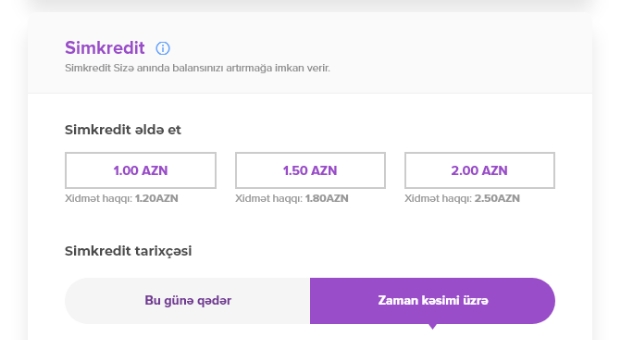 Simkredit
Simkredit Sizə anında balansınızı artırmağa imkan verir.
Simkredit əldə et
1.00 AZN 1.50 AZN 2.00 AZN
Xidmət haqqı: 1.20AZN Xidmət haqqı: 1.80AZN Xidmət haqqı: 2.50AZN
Simkredit tarixçəsi
Bu günə qədər Zaman kəsimi üzrə